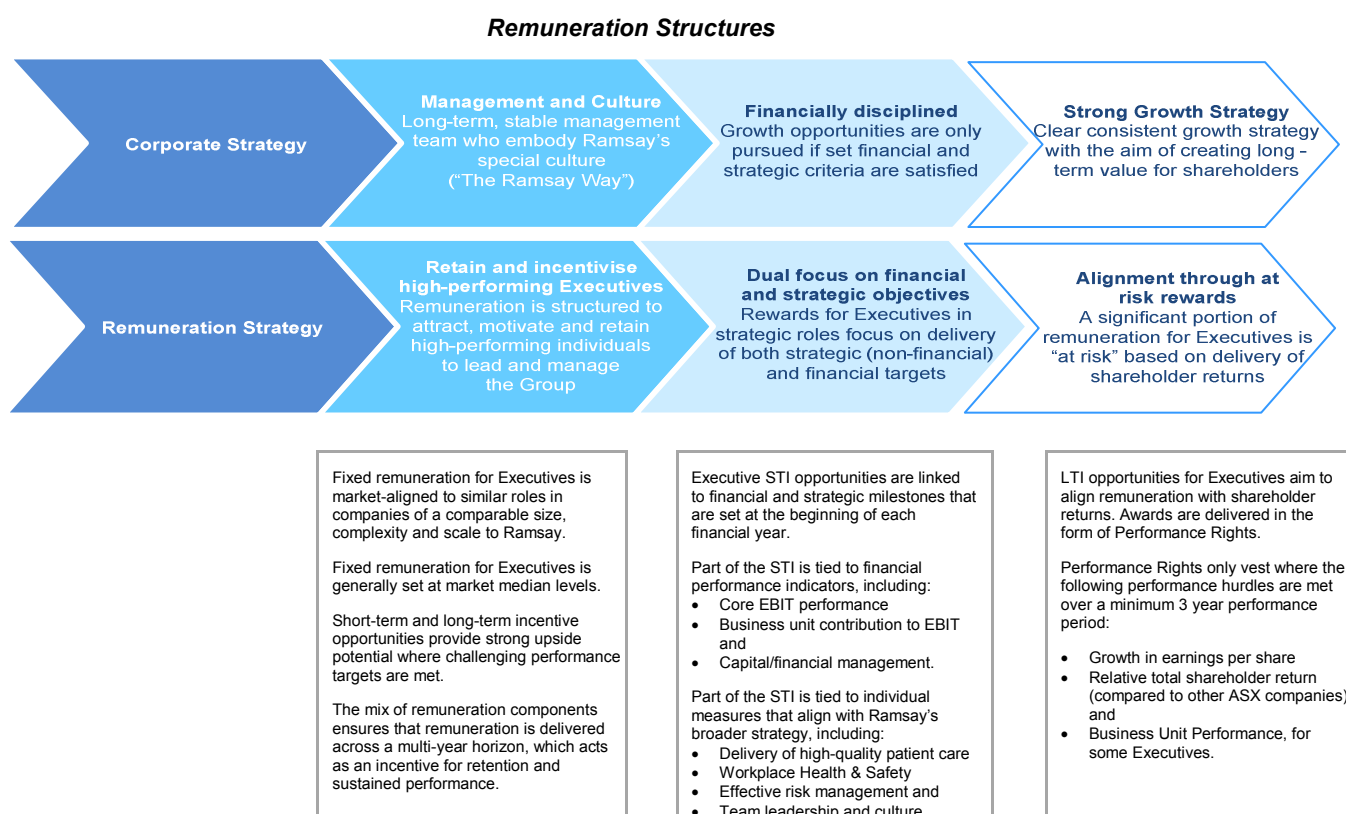 Remuneration Structures
Corporate Strategy
Management and Culture
Long-term, stable management
team who embody Ramsay's
special culture
("The Ramsay Way")
Financially disciplined
Growth opportunities are only
pursued if set financial and
strategic criteria are satisfied
Strong Growth Strategy
Clear consistent growth strategy
with the aim of creating long –
term value for shareholders
Remuneration Strategy
Retain and incentivise
high-performing Executives
Remuneration is structured to
attract, motivate and retain
high-performing individuals
to lead and manage
the Group
Dual focus on financial
and strategic objectives
Rewards for Executives in
strategic roles focus on delivery
of both strategic (non-financial)
and financial targets
Alignment through at
risk rewards
A significant portion of
remuneration for Executives is
"at risk" based on delivery of
shareholder returns
Fixed remuneration for Executives is
market-aligned to similar roles in
companies of a comparable size,
complexity and scale to Ramsay.
Fixed remuneration for Executives is
generally set at market median levels.
Short-term and long-term incentive
opportunities provide strong upside
potential where challenging performance
targets are met.
The mix of remuneration components
ensures that remuneration is delivered
across a multi-year horizon, which acts
as an incentive for retention and
sustained performance.
Executive STI opportunities are linked
to financial and strategic milestones that
are set at the beginning of each
financial year.
Part of the STI is tied to financial
performance indicators, including:
• Core EBIT performance
• Business unit contribution to EBIT
and
• Capital/financial management.
Part of the STI is tied to individual
measures that align with Ramsay's
broader strategy, including:
• Delivery of high-quality patient care
• Workplace Health & Safety
• Effective risk management and
• Team leadership and culture
LTI opportunities for Executives aim to
align remuneration with shareholder
returns. Awards are delivered in the
form of Performance Rights.
Performance Rights only vest where the
following performance hurdles are met
over a minimum 3 year performance
period:
• Growth in earnings per share
• Relative total shareholder return
(compared to other ASX companies)
and
• Business Unit Performance, for
some Executives.